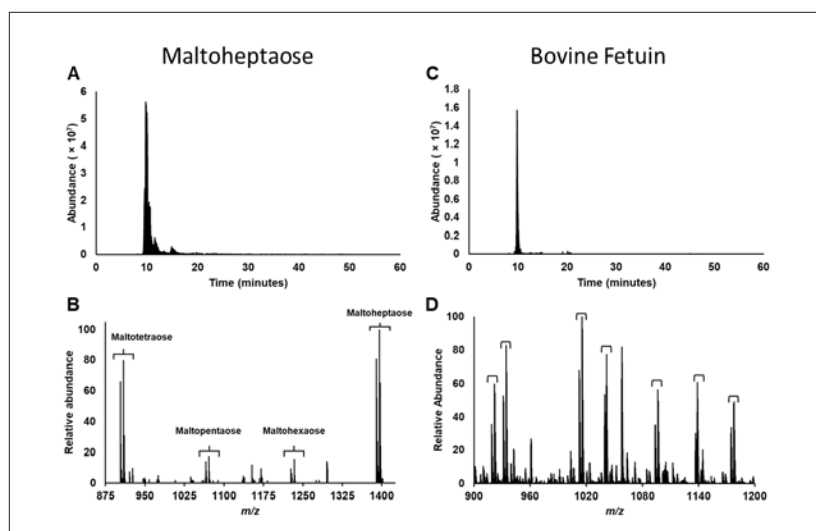 Maltoheptaose
Bovine Fetuin
A
Abundance ( × 10⁷)
6
5
4
3
2
1
0
0 10 20 30 40 50 60
Time (minutes)
C
Abundance ( × 10⁷)
1.8
1.6
1.4
1.2
1
0.8
0.6
0.4
0.2
0
0 10 20 30 40 50 60
Time (minutes)
B
Relative abundance
100
80
60
40
20
0
Maltotetraose
Maltopentaose
Maltohexaose
Maltoheptaose
875 950 1025 1100 1175 1250 1325 1400
m/z
D
Relative Abundance
100
80
60
40
20
0
900 960 1020 1080 1140 1200
m/z